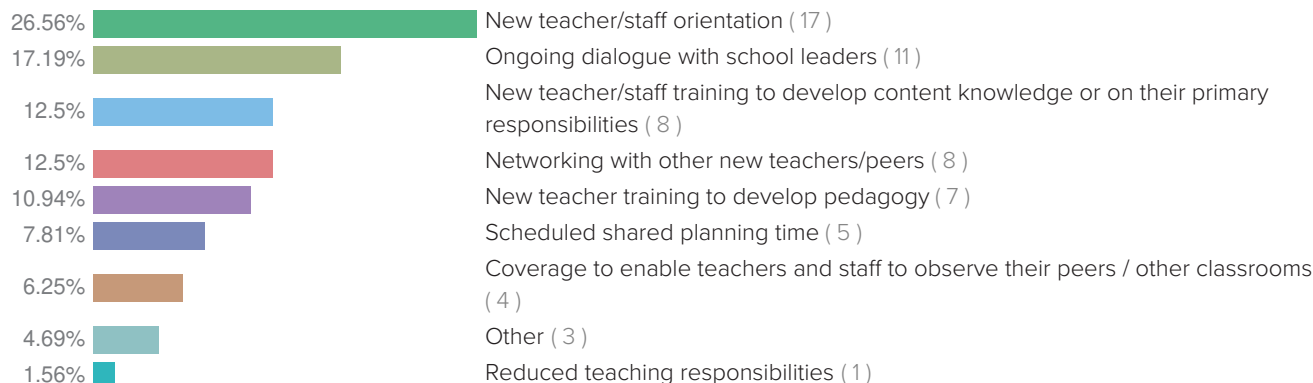 26.56% New teacher/staff orientation ( 17 )
17.19% Ongoing dialogue with school leaders ( 11 )
12.5% New teacher/staff training to develop content knowledge or on their primary
responsibilities ( 8 )
12.5% Networking with other new teachers/peers ( 8 )
10.94% New teacher training to develop pedagogy ( 7 )
7.81% Scheduled shared planning time ( 5 )
6.25% Coverage to enable teachers and staff to observe their peers / other classrooms
( 4 )
4.69% Other ( 3 )
1.56% Reduced teaching responsibilities ( 1 )